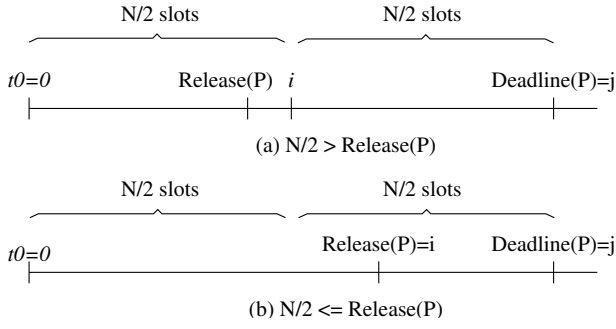 N/2 slots N/2 slots
t0=0 Release(P) i Deadline(P)=j
(a) N/2 > Release(P)
N/2 slots N/2 slots
t0=0 Release(P)=i Deadline(P)=j
(b) N/2 <= Release(P)